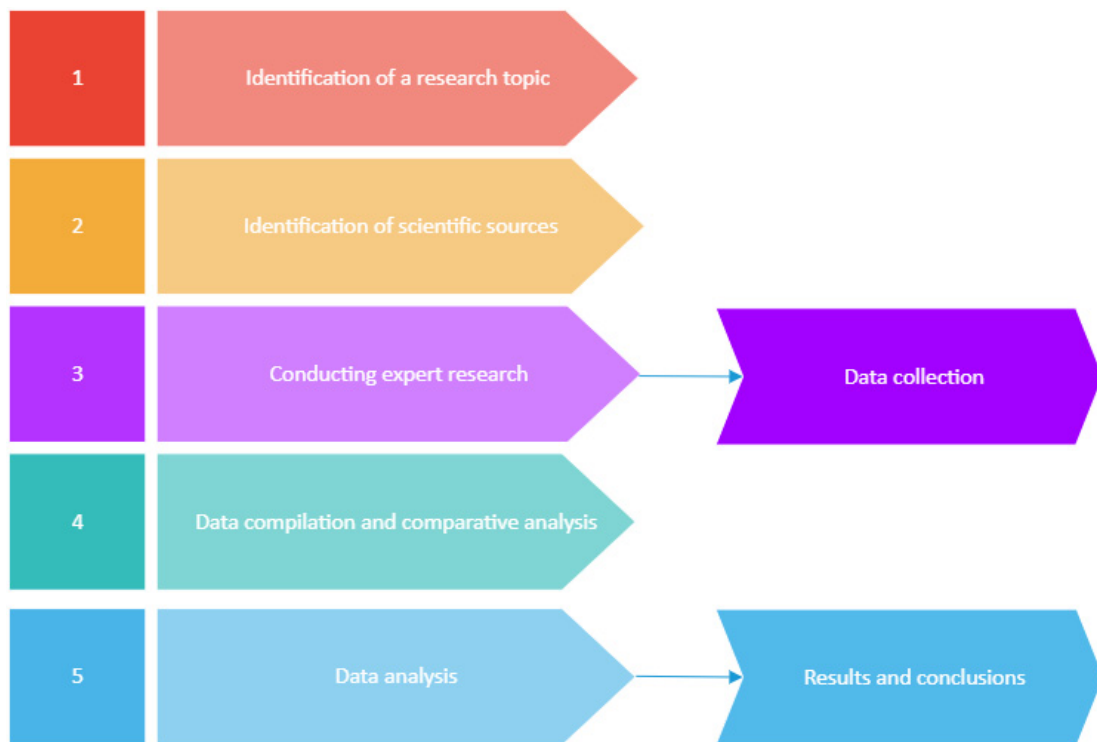 1
Identification of a research topic
2
Identification of scientific sources
3
Conducting expert research
Data collection
4
Data compilation and comparative analysis
5
Data analysis
Results and conclusions